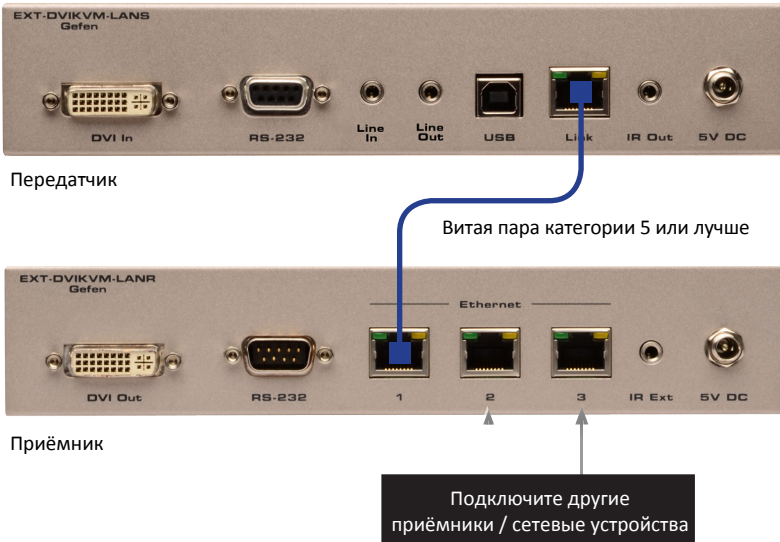 EXT-DVIKVM-LANS
Gefen
DVI In
RS-232
Line In
Line Out
USB
Link
IR Out
5V DC
Передатчик
Витая пара категории 5 или лучше
EXT-DVIKVM-LANR
Gefen
Ethernet
DVI Out
RS-232
1
2
3
IR Ext
5V DC
Приёмник
Подключите другие
приёмники / сетевые устройства